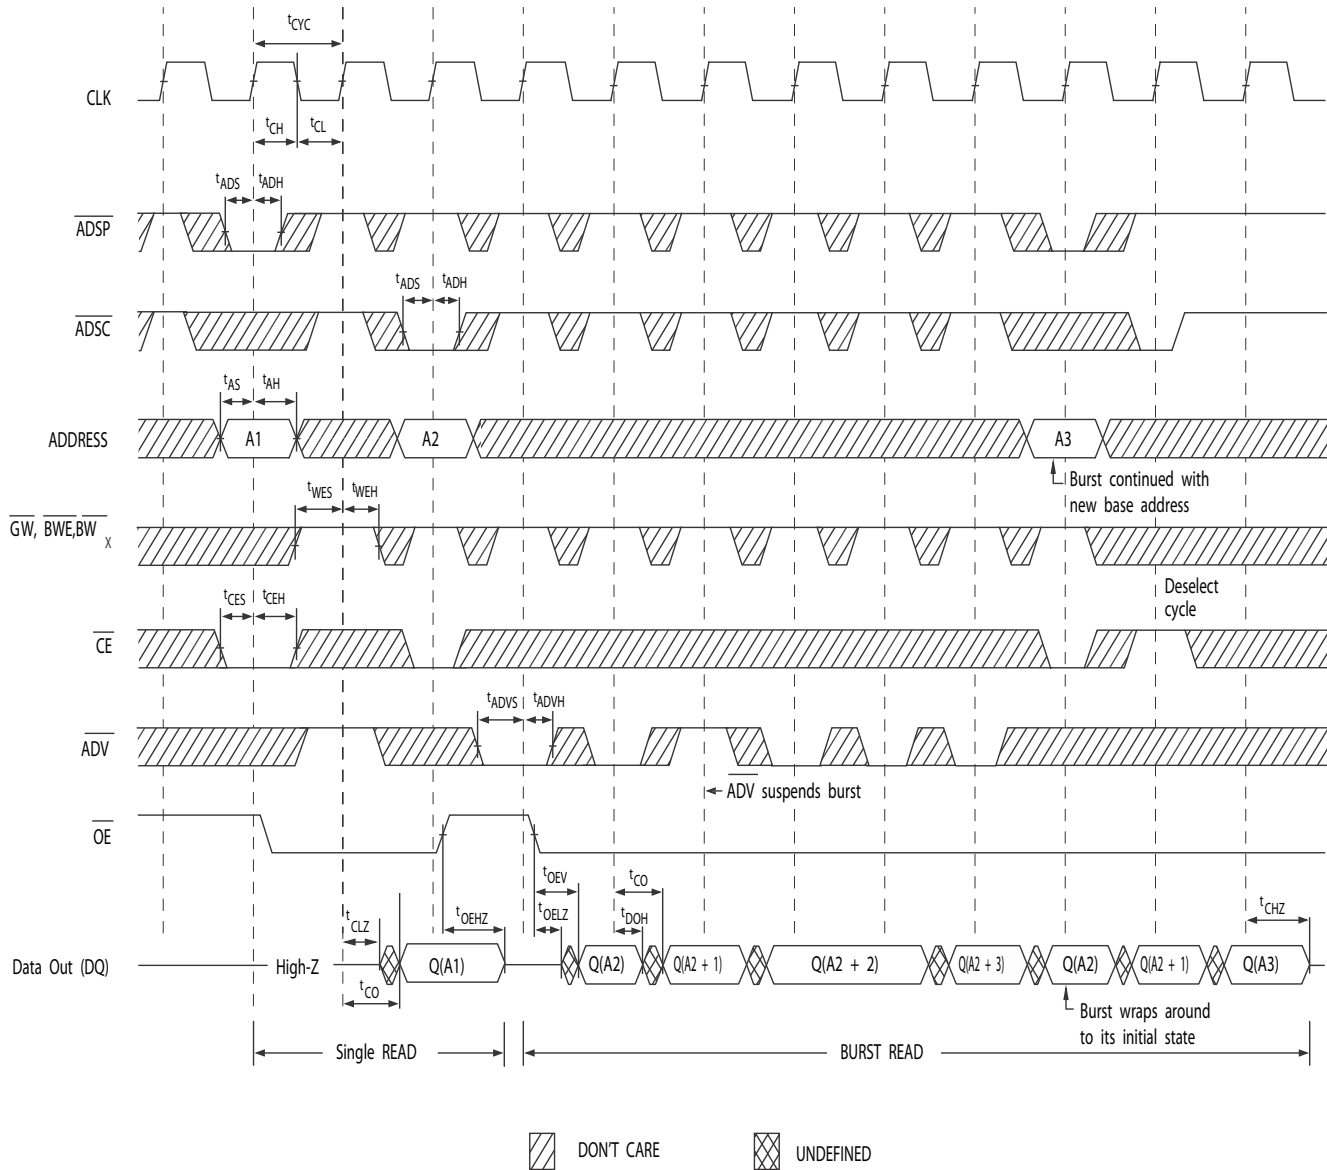 tCYC
CLK
tCH tCL
tADS tADH
ADSP
tADS tADH
ADSC
tAS tAH
ADDRESS A1 A2 A3
Burst continued with
new base address
tWES tWEH
GW, BWE,BW X
Deselect
cycle
tCES tCEH
CE
tADVS tADVH
ADV
ADV suspends burst
OE
tOEV tCO
tCLZ tOEHZ tOELZ tDOH tCHZ
Data Out (DQ) High-Z Q(A1) Q(A2) Q(A2 + 1) Q(A2 + 2) Q(A2 + 3) Q(A2) Q(A2 + 1) Q(A3)
tCO
Burst wraps around
to its initial state
Single READ BURST READ
DON'T CARE UNDEFINED